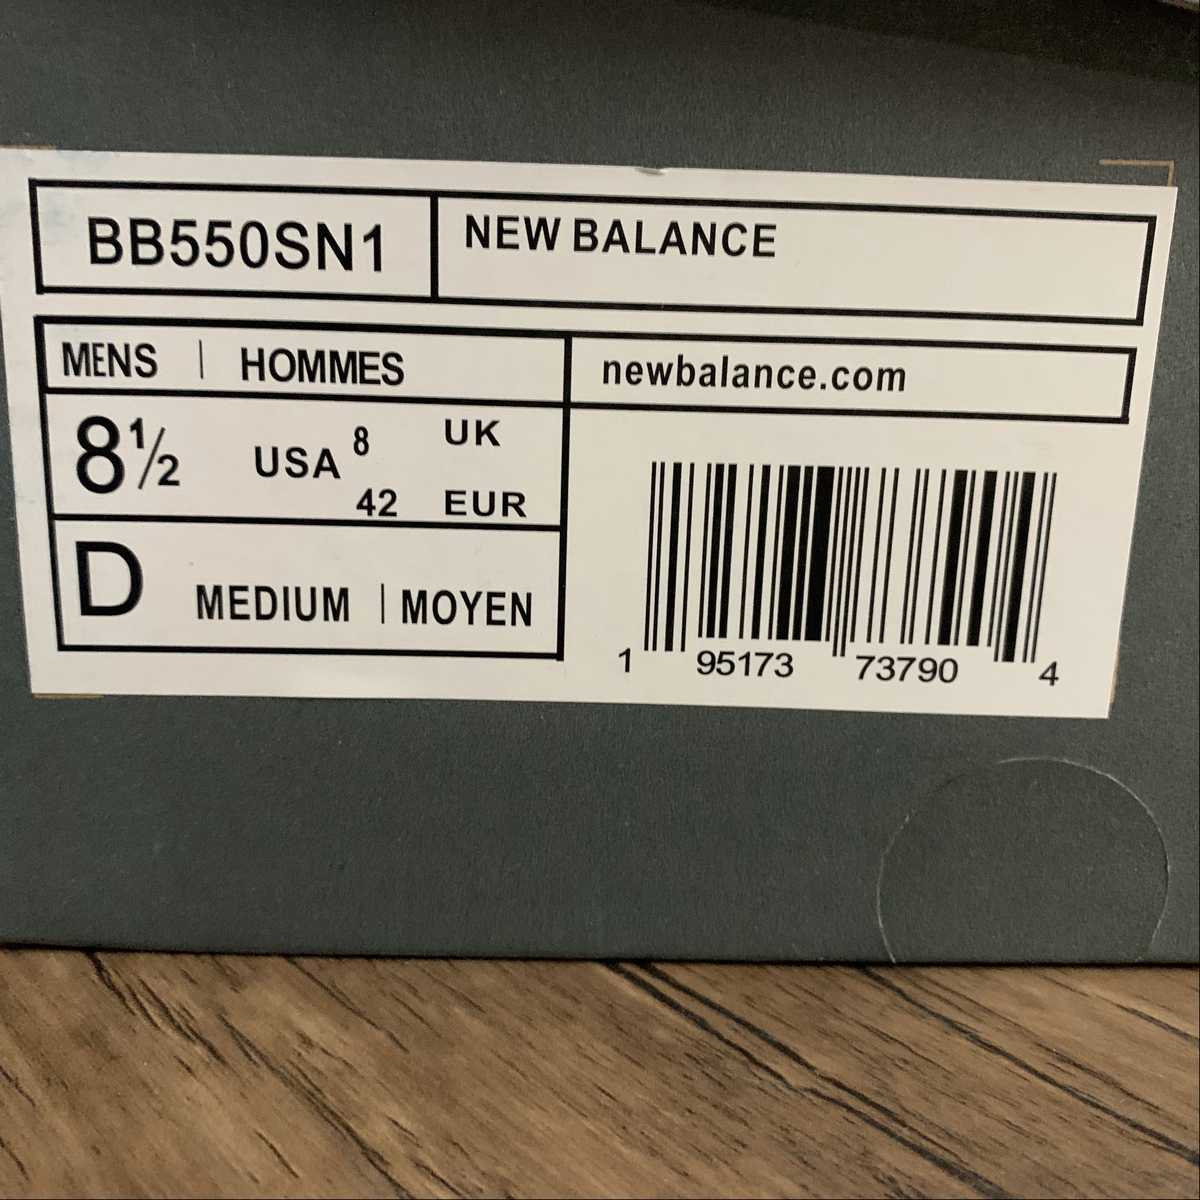 BB550SN1
NEW BALANCE
MENS | HOMMES
newbalance.com
8½ USA 8 UK
42 EUR
D MEDIUM | MOYEN
1 95173 73790 4